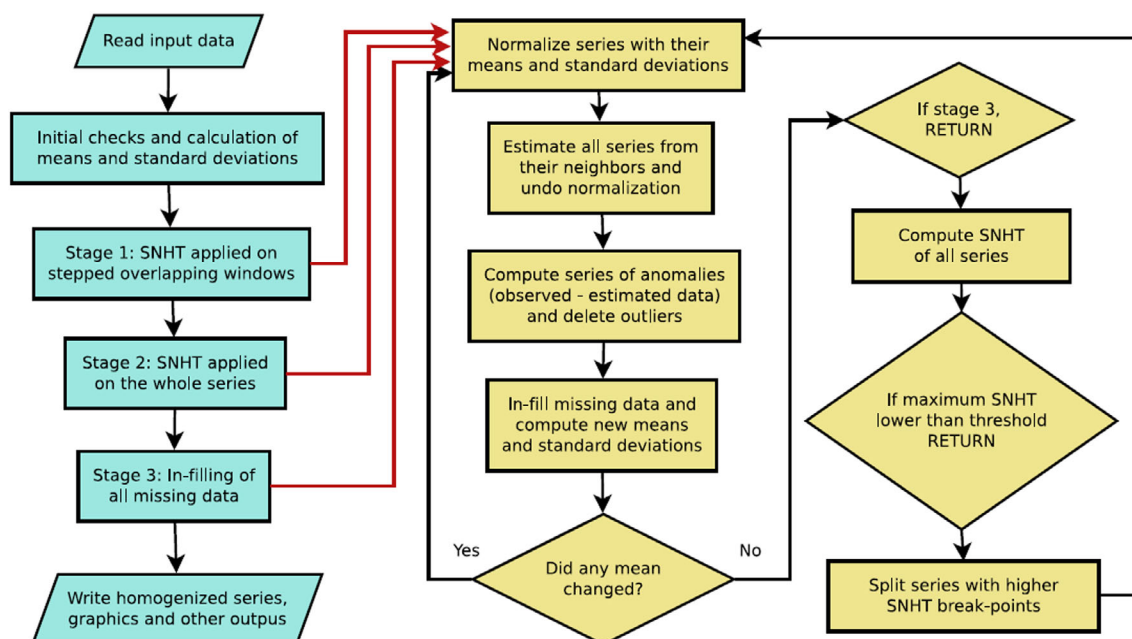 Read input data
Initial checks and calculation of
means and standard deviations
Stage 1: SNHT applied on
stepped overlapping windows
Stage 2: SNHT applied
on the whole series
Stage 3: In-filling of
all missing data
Write homogenized series,
graphics and other outpus
Normalize series with their
means and standard deviations
Estimate all series from
their neighbors and
undo normalization
Compute series of anomalies
(observed - estimated data)
and delete outliers
In-fill missing data and
compute new means
and standard deviations
Yes
Did any mean
changed?
No
If stage 3,
RETURN
Compute SNHT
of all series
If maximum SNHT
lower than threshold
RETURN
Split series with higher
SNHT break-points